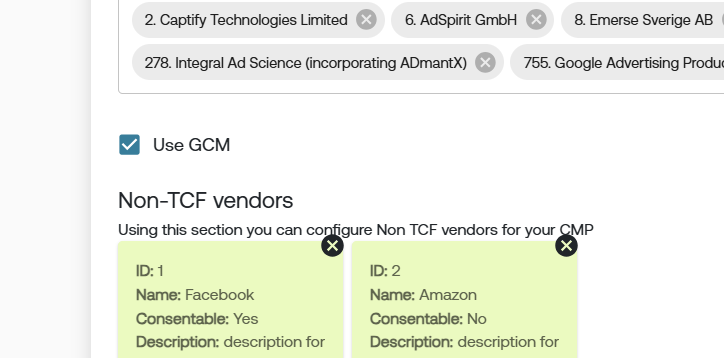 2. Captify Technologies Limited 6. AdSpirit GmbH 8. Emerse Sverige AB
278. Integral Ad Science (incorporating ADmantX) 755. Google Advertising Produ
Use GCM
Non-TCF vendors
Using this section you can configure Non TCF vendors for your CMP
ID: 1 ID: 2
Name: Facebook Name: Amazon
Consentable: Yes Consentable: No
Description: description for Description: description for